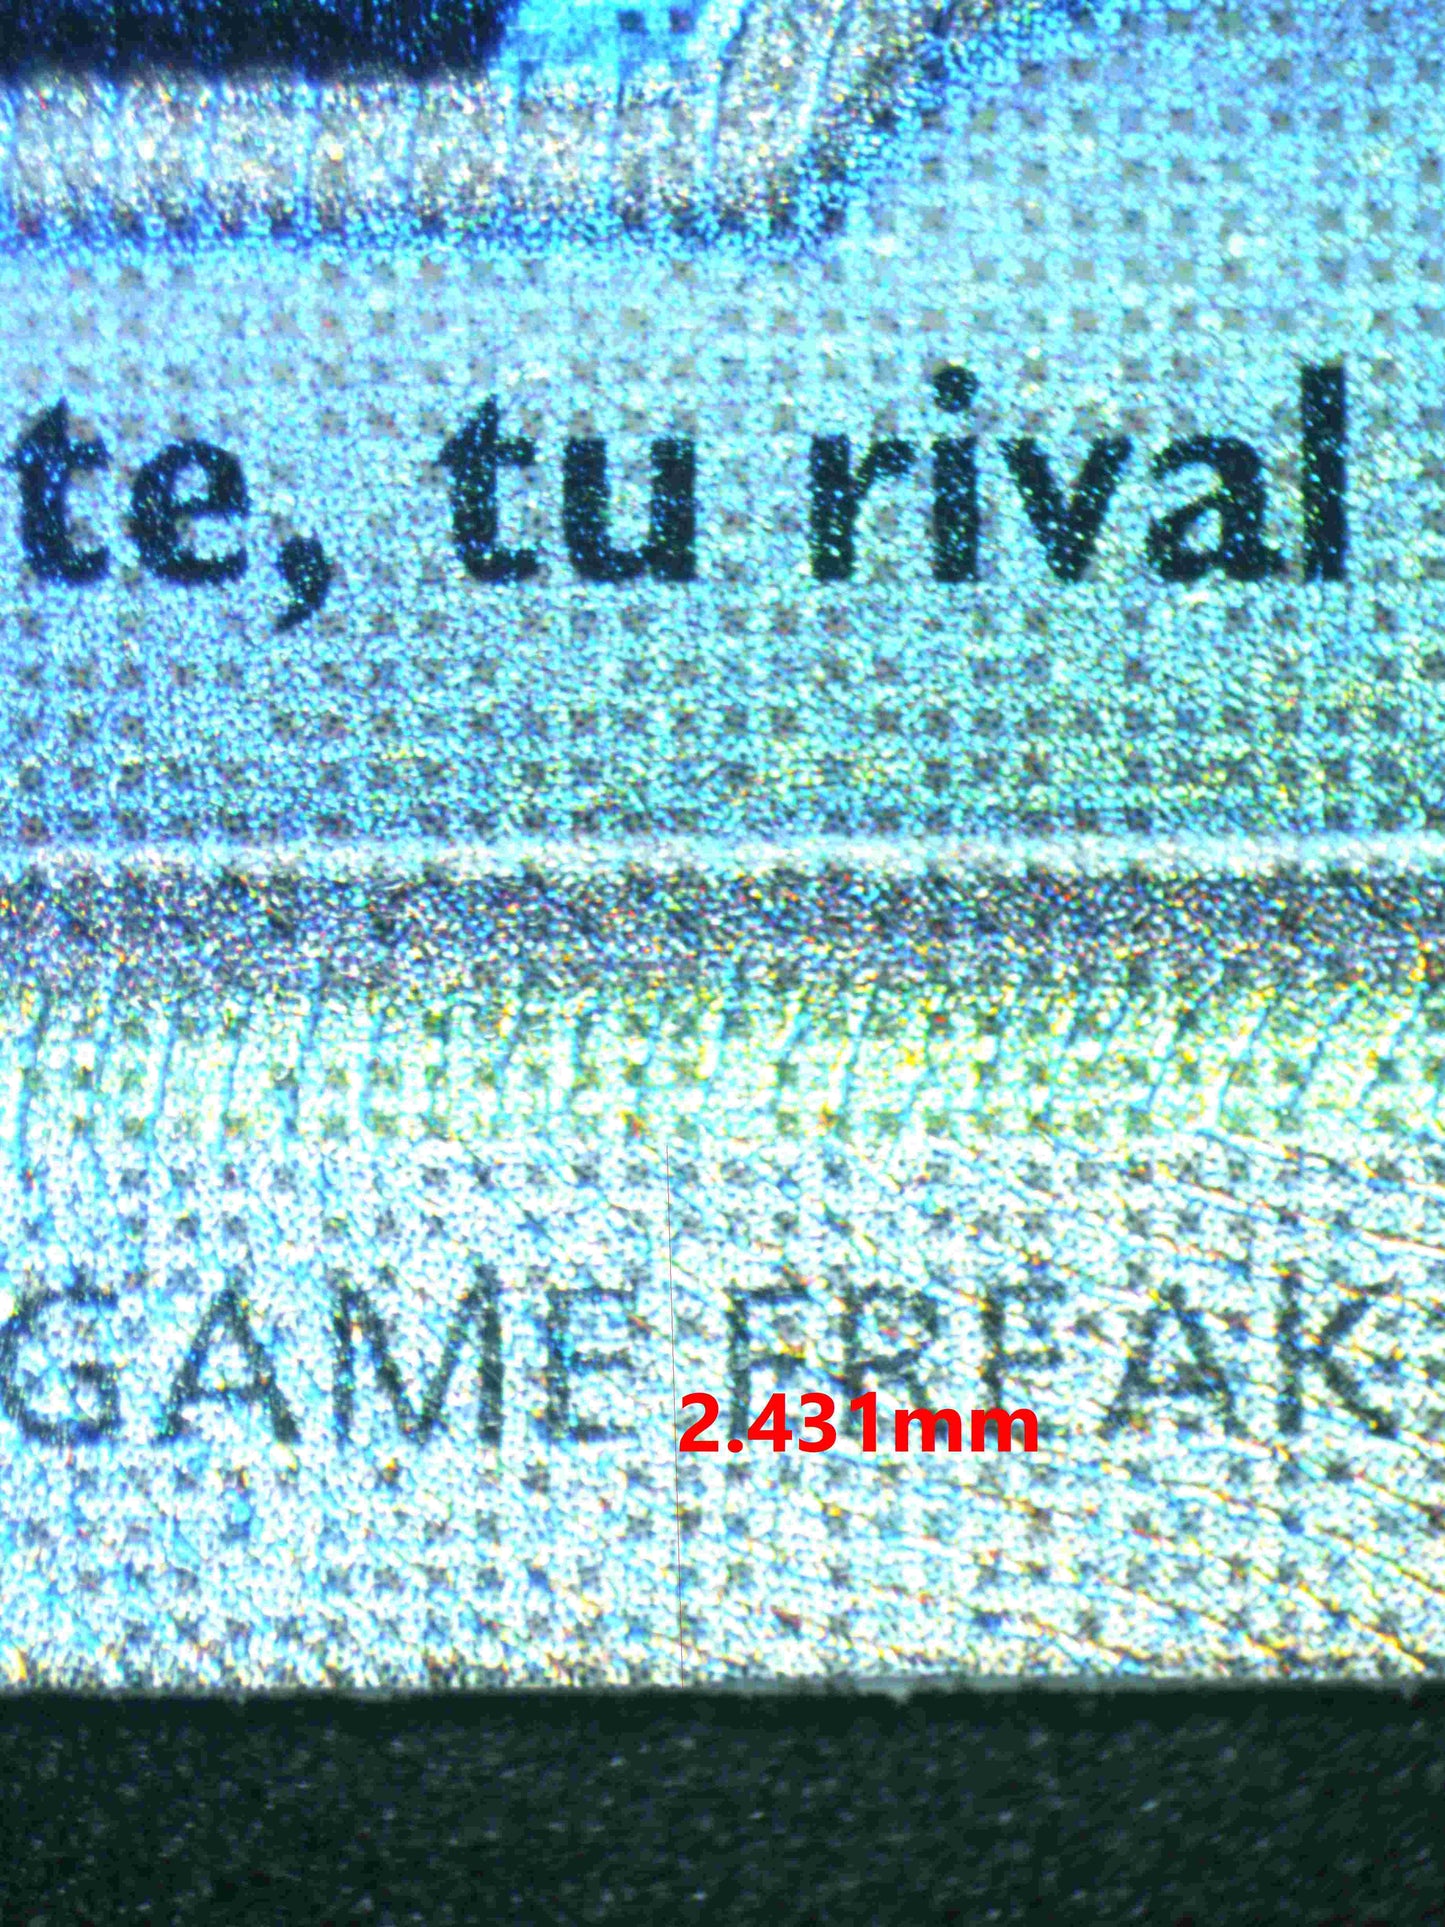 te, tu rival
GAME FREAK
2.431mm